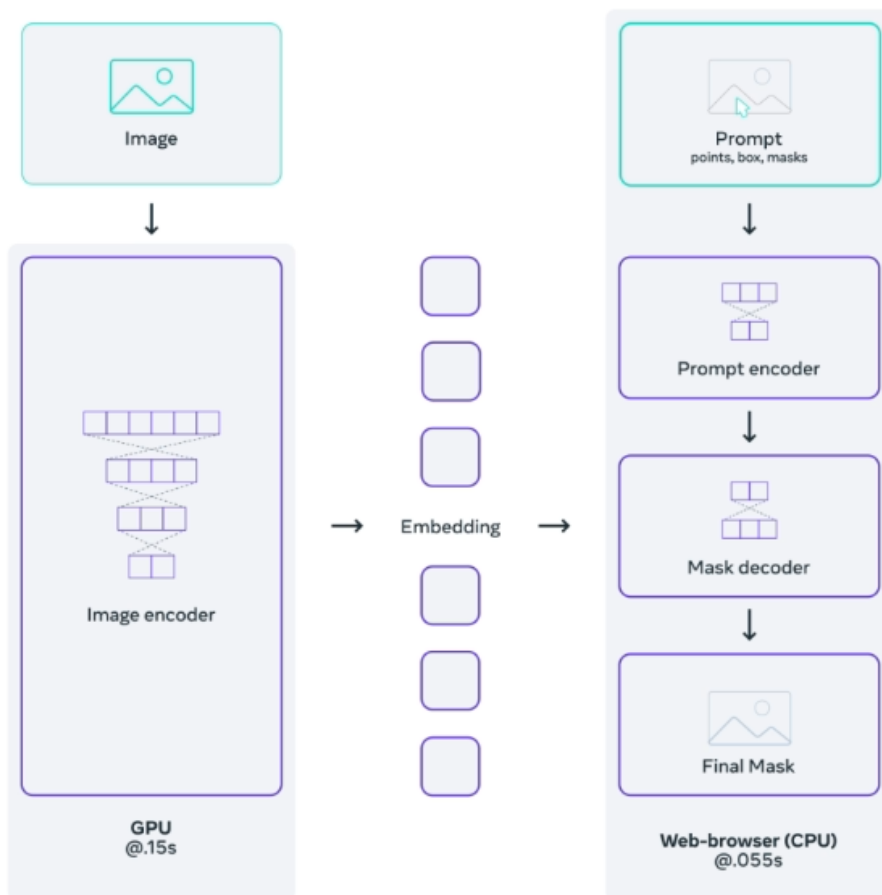 Image
Image encoder
GPU
@.15s
Embedding
Prompt
points, box, masks
Prompt encoder
Mask decoder
Final Mask
Web-browser (CPU)
@.055s